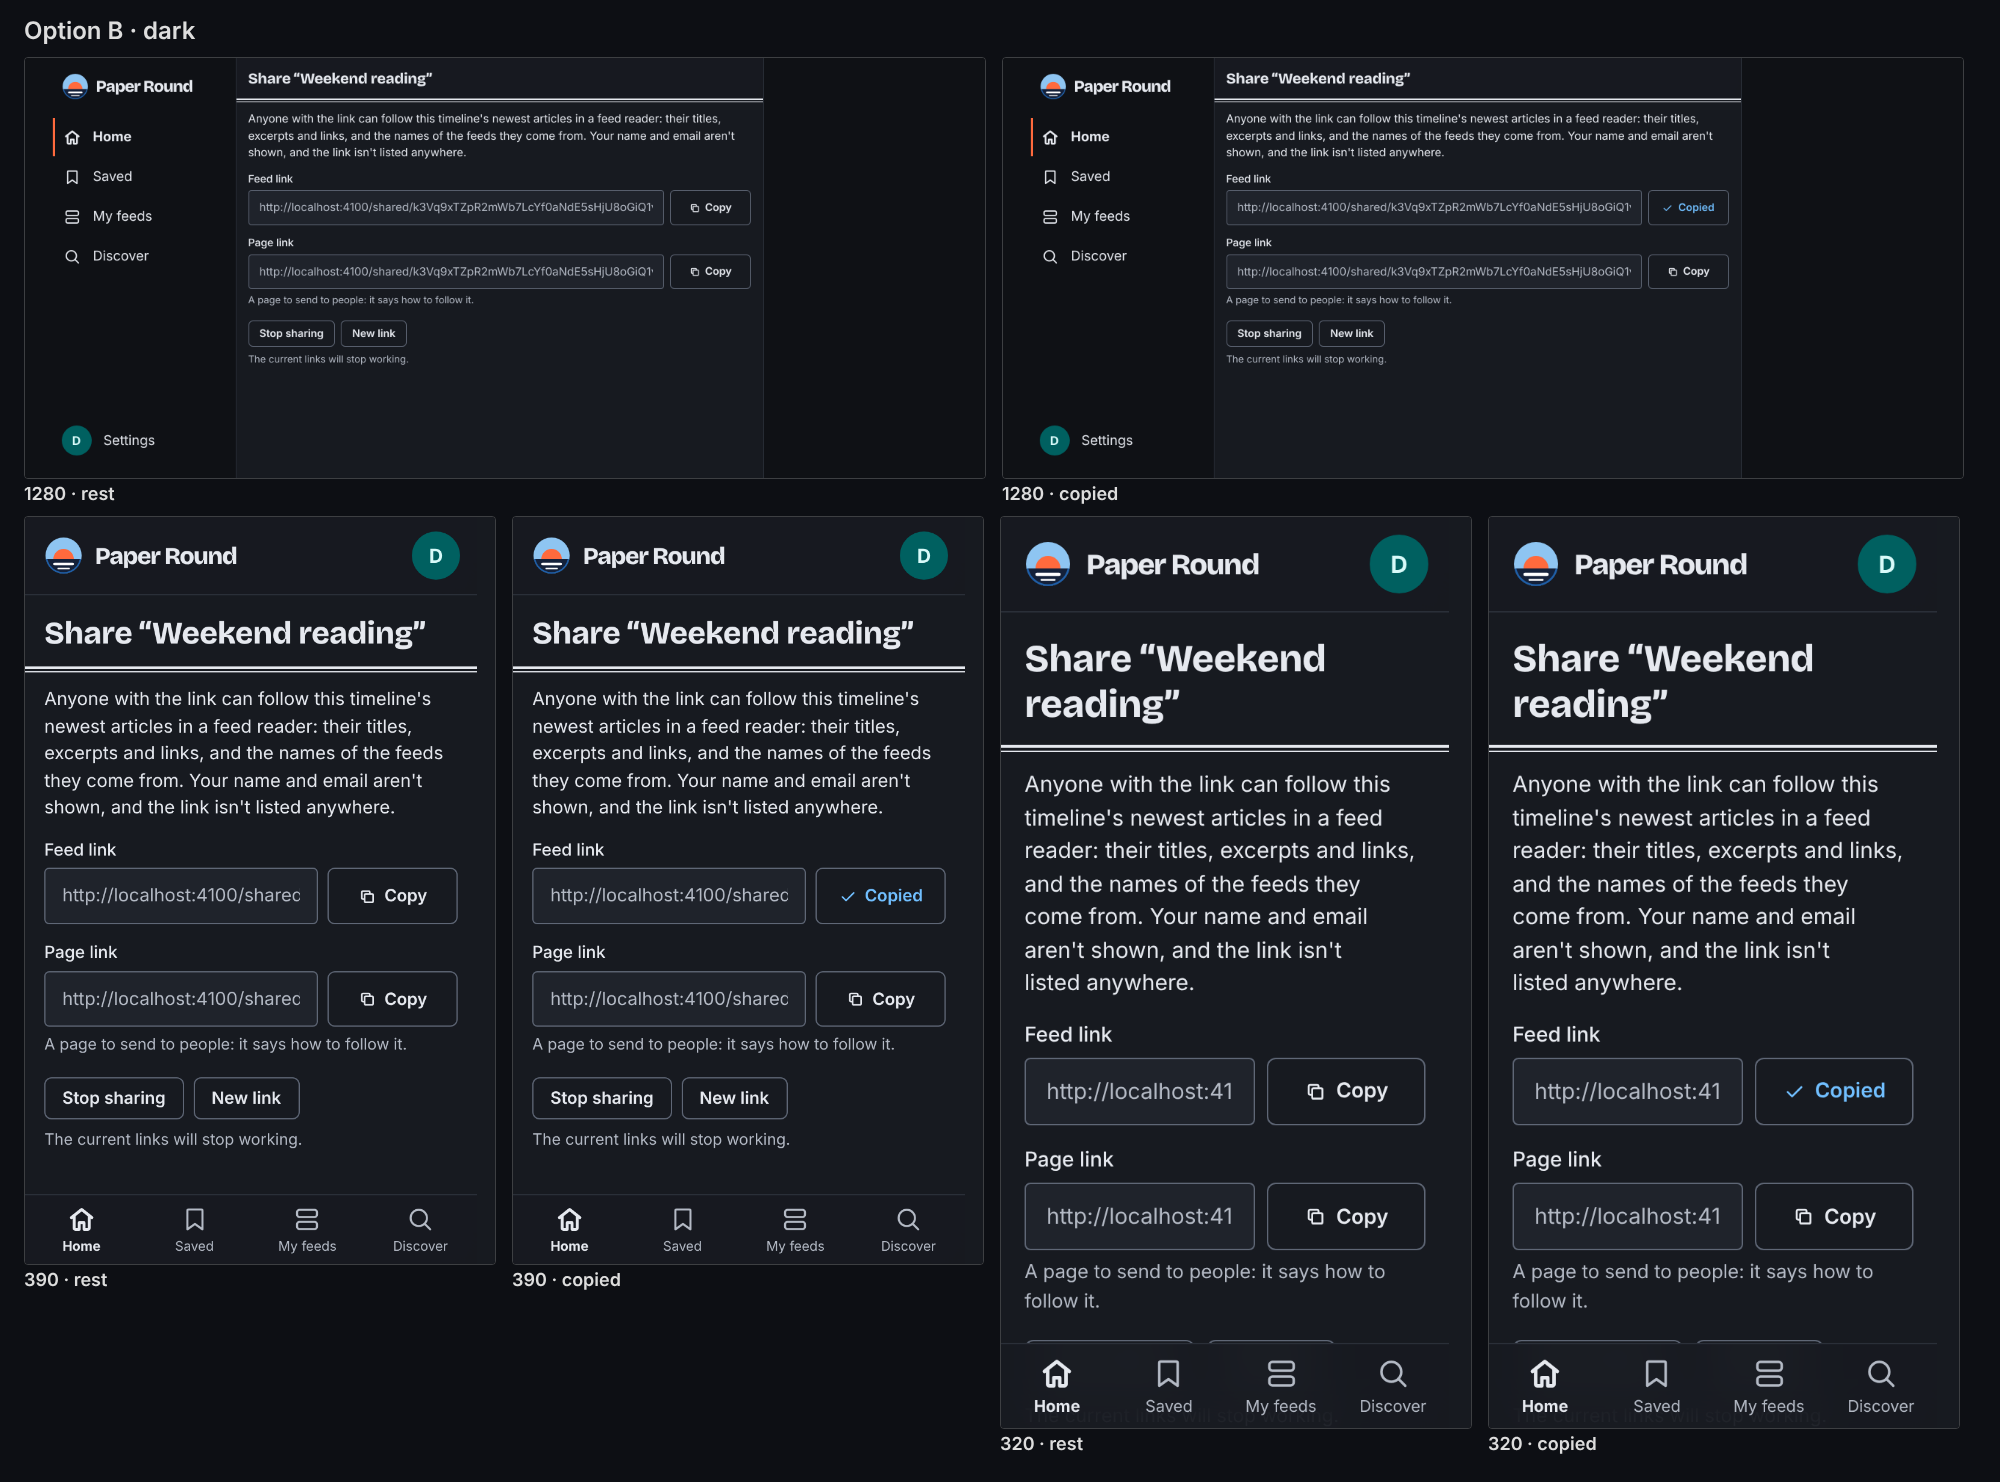 Option B · dark
Paper Round
Home
Saved
My feeds
Discover
D
Settings
Share “Weekend reading”
Anyone with the link can follow this timeline's newest articles in a feed reader: their titles,
excerpts and links, and the names of the feeds they come from. Your name and email aren't
shown, and the link isn't listed anywhere.
Feed link
http://localhost:4100/shared/k3Vq9xTZpR2mWb7LcYf0aNdE5sHjU8oGiQ1
Copy
Page link
http://localhost:4100/shared/k3Vq9xTZpR2mWb7LcYf0aNdE5sHjU8oGiQ1
Copy
A page to send to people: it says how to follow it.
Stop sharing
New link
The current links will stop working.
1280 · rest
Paper Round
Home
Saved
My feeds
Discover
D
Settings
Share “Weekend reading”
Anyone with the link can follow this timeline's newest articles in a feed reader: their titles,
excerpts and links, and the names of the feeds they come from. Your name and email aren't
shown, and the link isn't listed anywhere.
Feed link
http://localhost:4100/shared/k3Vq9xTZpR2mWb7LcYf0aNdE5sHjU8oGiQ1
Copied
Page link
http://localhost:4100/shared/k3Vq9xTZpR2mWb7LcYf0aNdE5sHjU8oGiQ1
Copy
A page to send to people: it says how to follow it.
Stop sharing
New link
The current links will stop working.
1280 · copied
Paper Round
D
Share “Weekend reading”
Anyone with the link can follow this timeline's
newest articles in a feed reader: their titles,
excerpts and links, and the names of the feeds
they come from. Your name and email aren't
shown, and the link isn't listed anywhere.
Feed link
http://localhost:4100/shared
Copy
Page link
http://localhost:4100/shared
Copy
A page to send to people: it says how to follow it.
Stop sharing
New link
The current links will stop working.
Home
Saved
My feeds
Discover
390 · rest
Paper Round
D
Share “Weekend reading”
Anyone with the link can follow this timeline's
newest articles in a feed reader: their titles,
excerpts and links, and the names of the feeds
they come from. Your name and email aren't
shown, and the link isn't listed anywhere.
Feed link
http://localhost:4100/shared
Copied
Page link
http://localhost:4100/shared
Copy
A page to send to people: it says how to follow it.
Stop sharing
New link
The current links will stop working.
Home
Saved
My feeds
Discover
390 · copied
Paper Round
D
Share “Weekend
reading”
Anyone with the link can follow this
timeline's newest articles in a feed
reader: their titles, excerpts and links,
and the names of the feeds they
come from. Your name and email
aren't shown, and the link isn't
listed anywhere.
Feed link
http://localhost:41
Copy
Page link
http://localhost:41
Copy
A page to send to people: it says how to
follow it.
Home
Saved
My feeds
Discover
The current links will stop working.
320 · rest
Paper Round
D
Share “Weekend
reading”
Anyone with the link can follow this
timeline's newest articles in a feed
reader: their titles, excerpts and links,
and the names of the feeds they
come from. Your name and email
aren't shown, and the link isn't
listed anywhere.
Feed link
http://localhost:41
Copied
Page link
http://localhost:41
Copy
A page to send to people: it says how to
follow it.
Home
Saved
My feeds
Discover
The current links will stop working.
320 · copied